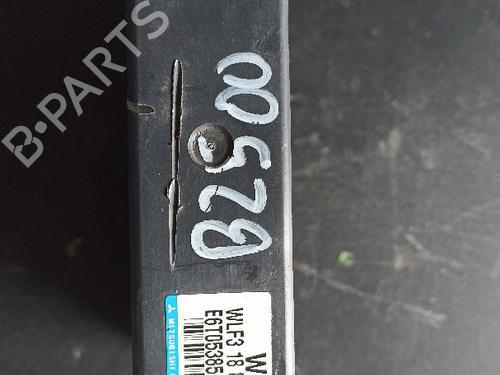 B·PARTS
00528
W
WLF3 18
E6T05385
MITSUBISHI